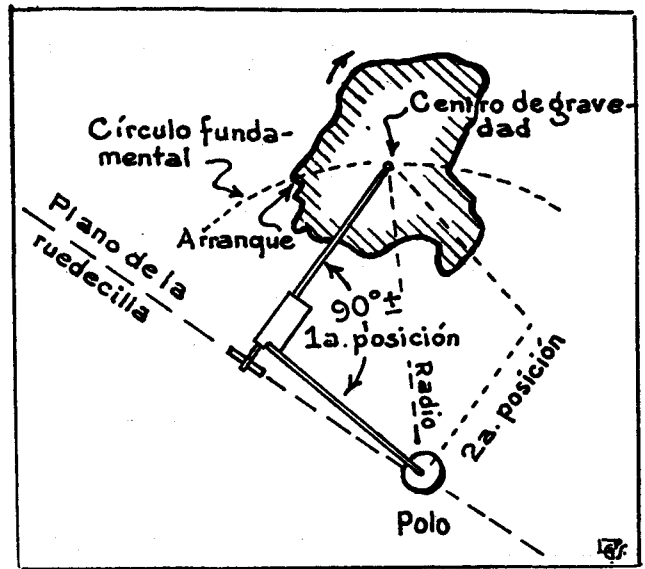 Centro de grave-
dad
Círculo funda-
mental
Arranque
Plano de la
ruedecilla
90°±
1a. posición
Radio
2a. posición
Polo